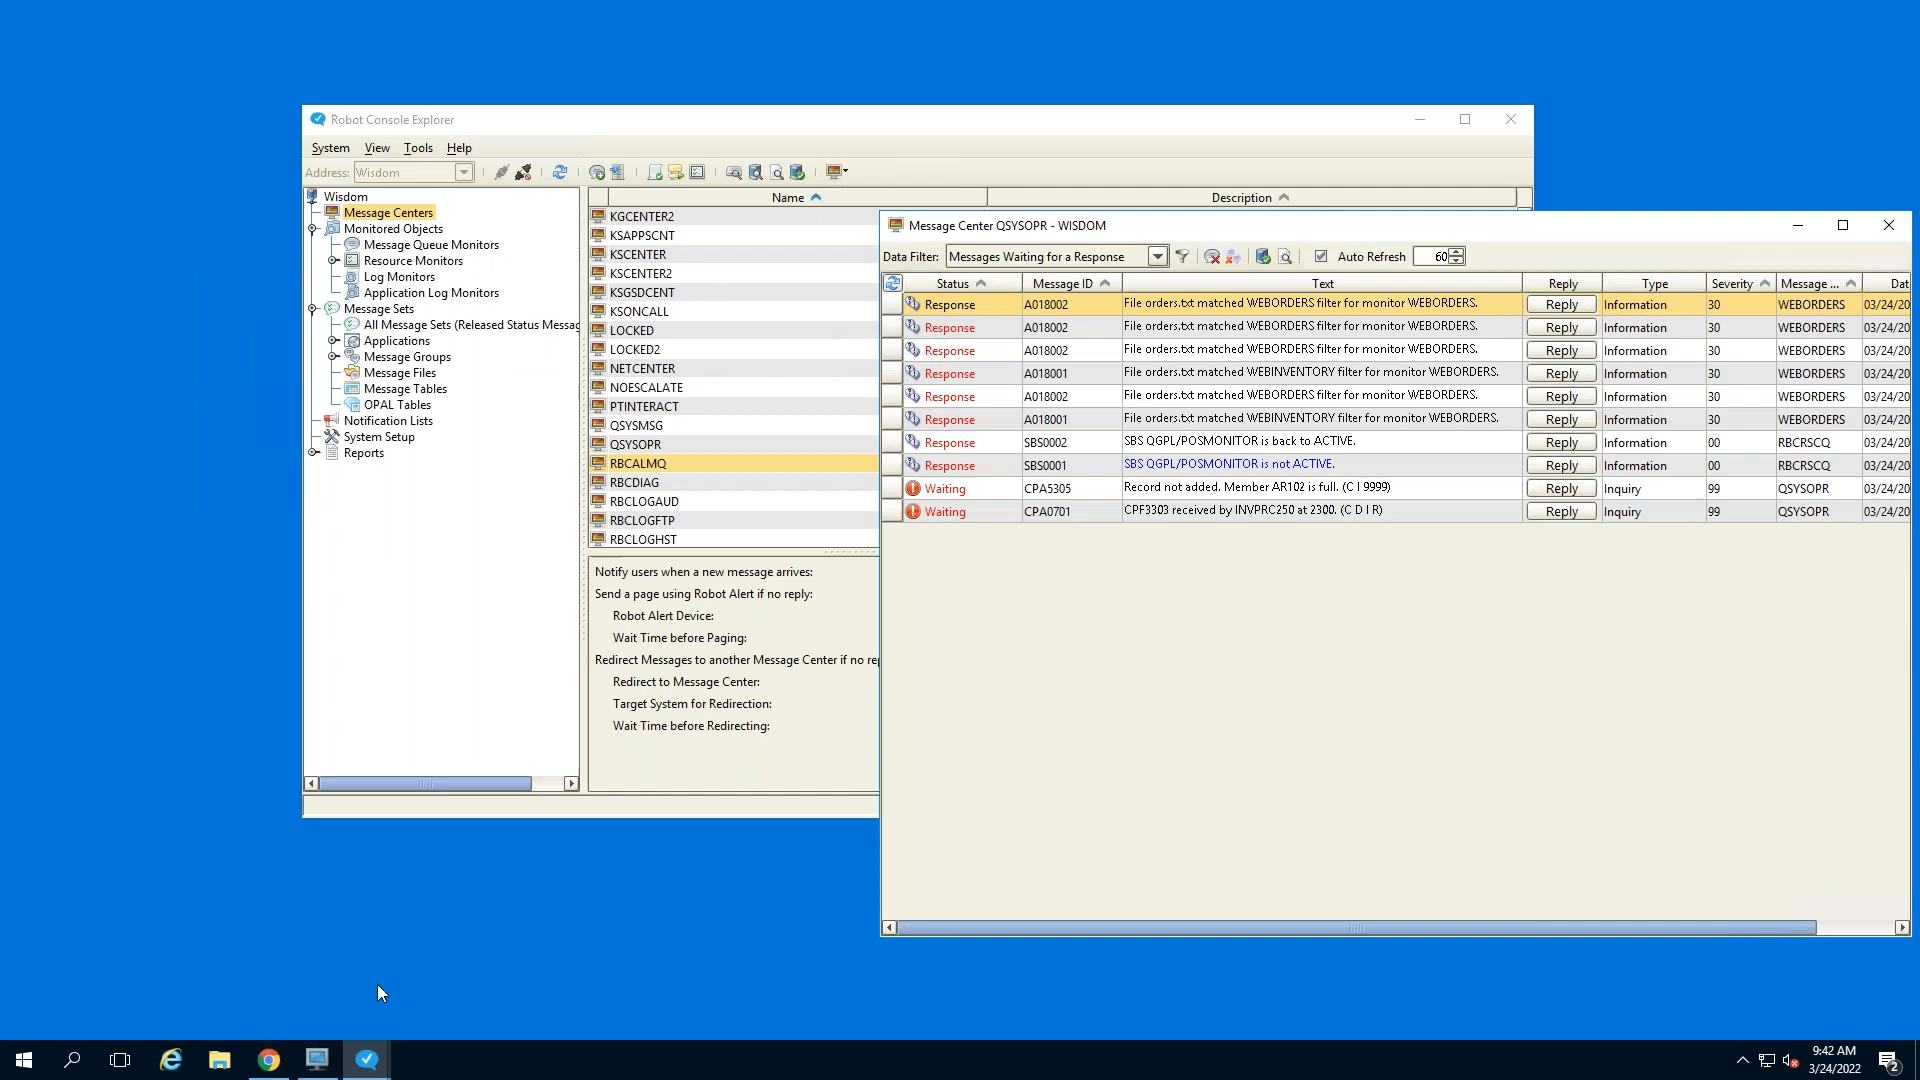 Robot Console Explorer
System View Tools Help
Address: Wisdom
Wisdom
Message Centers
Monitored Objects
Message Queue Monitors
Resource Monitors
Log Monitors
Application Log Monitors
Message Sets
All Message Sets (Released Status Messag
Applications
Message Groups
Message Files
Message Tables
OPAL Tables
Notification Lists
System Setup
Reports
Name Description
KGCENTER2
KSAPPSCNT
KSCENTER
KSCENTER2
KSGSDCENT
KSONCALL
LOCKED
LOCKED2
NETCENTER
NOESCALATE
PTINTERACT
QSYSMSG
QSYSOPR
RBCALMQ
RBCDIAG
RBCLOGAUD
RBCLOGFTP
RBCLOGHST
Notify users when a new message arrives:
Send a page using Robot Alert if no reply:
Robot Alert Device:
Wait Time before Paging:
Redirect Messages to another Message Center if no rep
Redirect to Message Center:
Target System for Redirection:
Wait Time before Redirecting:
Message Center QSYSOPR - WISDOM
Data Filter: Messages Waiting for a Response Auto Refresh 60
Status Message ID Text Reply Type Severity Message ... Dat
Response A018002 File orders.txt matched WEBORDERS filter for monitor WEBORDERS. Reply Information 30 WEBORDERS 03/24/20
Response A018002 File orders.txt matched WEBORDERS filter for monitor WEBORDERS. Reply Information 30 WEBORDERS 03/24/20
Response A018002 File orders.txt matched WEBORDERS filter for monitor WEBORDERS. Reply Information 30 WEBORDERS 03/24/20
Response A018001 File orders.txt matched WEBINVENTORY filter for monitor WEBORDERS. Reply Information 30 WEBORDERS 03/24/20
Response A018002 File orders.txt matched WEBORDERS filter for monitor WEBORDERS. Reply Information 30 WEBORDERS 03/24/20
Response A018001 File orders.txt matched WEBINVENTORY filter for monitor WEBORDERS. Reply Information 30 WEBORDERS 03/24/20
Response SBS0002 SBS QGPL/POSMONITOR is back to ACTIVE. Reply Information 00 RBCRSCQ 03/24/20
Response SBS0001 SBS QGPL/POSMONITOR is not ACTIVE. Reply Information 00 RBCRSCQ 03/24/20
Waiting CPA5305 Record not added. Member AR102 is full. (C I 9999) Reply Inquiry 99 QSYSOPR 03/24/20
Waiting CPA0701 CPF3303 received by INVPRC250 at 2300. (C D I R) Reply Inquiry 99 QSYSOPR 03/24/20
9:42 AM
3/24/2022
2